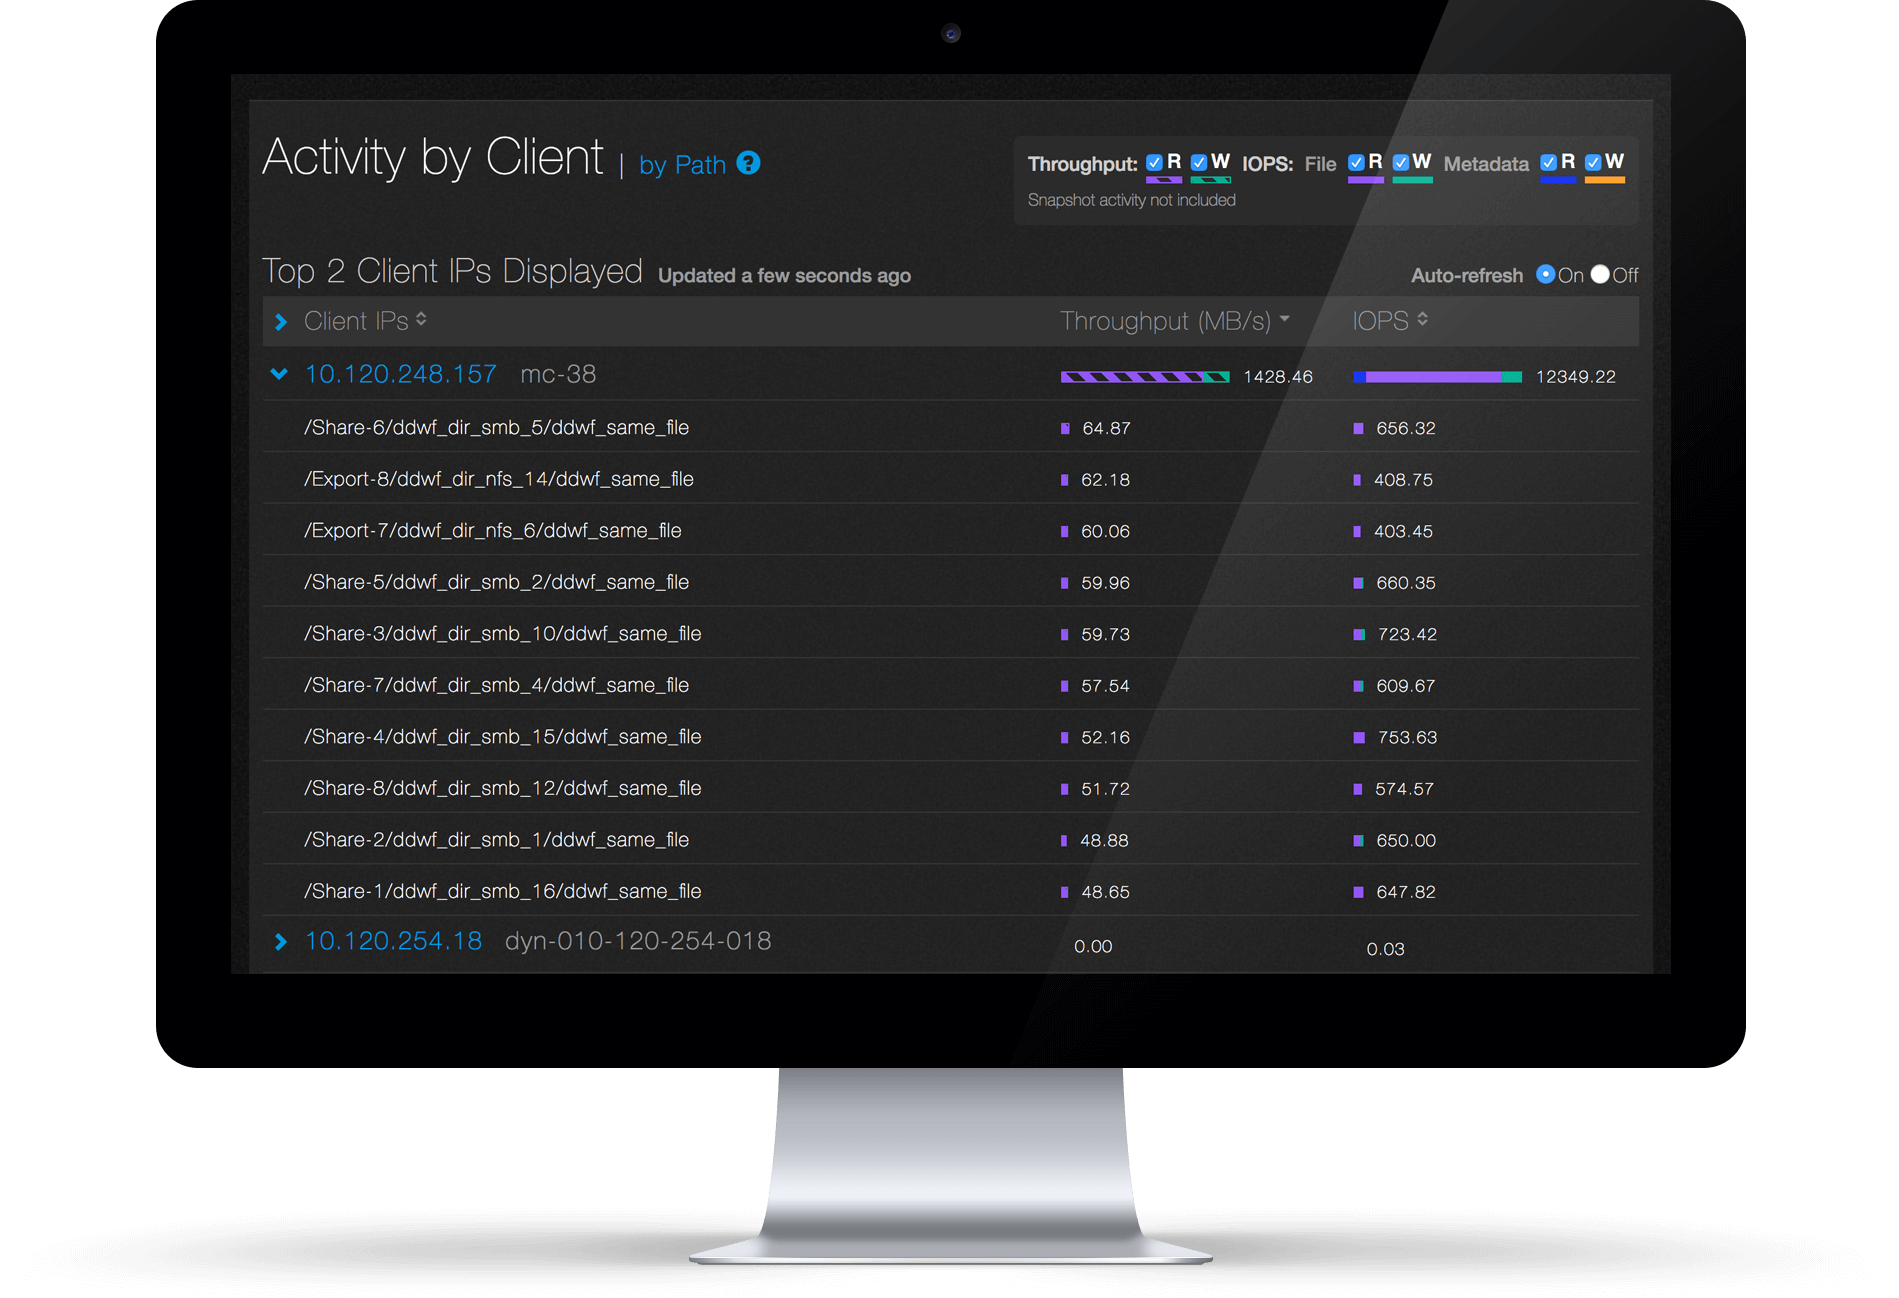 Activity by Client | by Path ?
Throughput: R W IOPS: File R W Metadata R W
Snapshot activity not included
Top 2 Client IPs Displayed Updated a few seconds ago
Auto-refresh On Off
Client IPs Throughput (MB/s) IOPS
10.120.248.157 mc-38 1428.46 12349.22
/Share-6/ddwf_dir_smb_5/ddwf_same_file 64.87 656.32
/Export-8/ddwf_dir_nfs_14/ddwf_same_file 62.18 408.75
/Export-7/ddwf_dir_nfs_6/ddwf_same_file 60.06 403.45
/Share-5/ddwf_dir_smb_2/ddwf_same_file 59.96 660.35
/Share-3/ddwf_dir_smb_10/ddwf_same_file 59.73 723.42
/Share-7/ddwf_dir_smb_4/ddwf_same_file 57.54 609.67
/Share-4/ddwf_dir_smb_15/ddwf_same_file 52.16 753.63
/Share-8/ddwf_dir_smb_12/ddwf_same_file 51.72 574.57
/Share-2/ddwf_dir_smb_1/ddwf_same_file 48.88 650.00
/Share-1/ddwf_dir_smb_16/ddwf_same_file 48.65 647.82
10.120.254.18 dyn-010-120-254-018 0.00 0.03